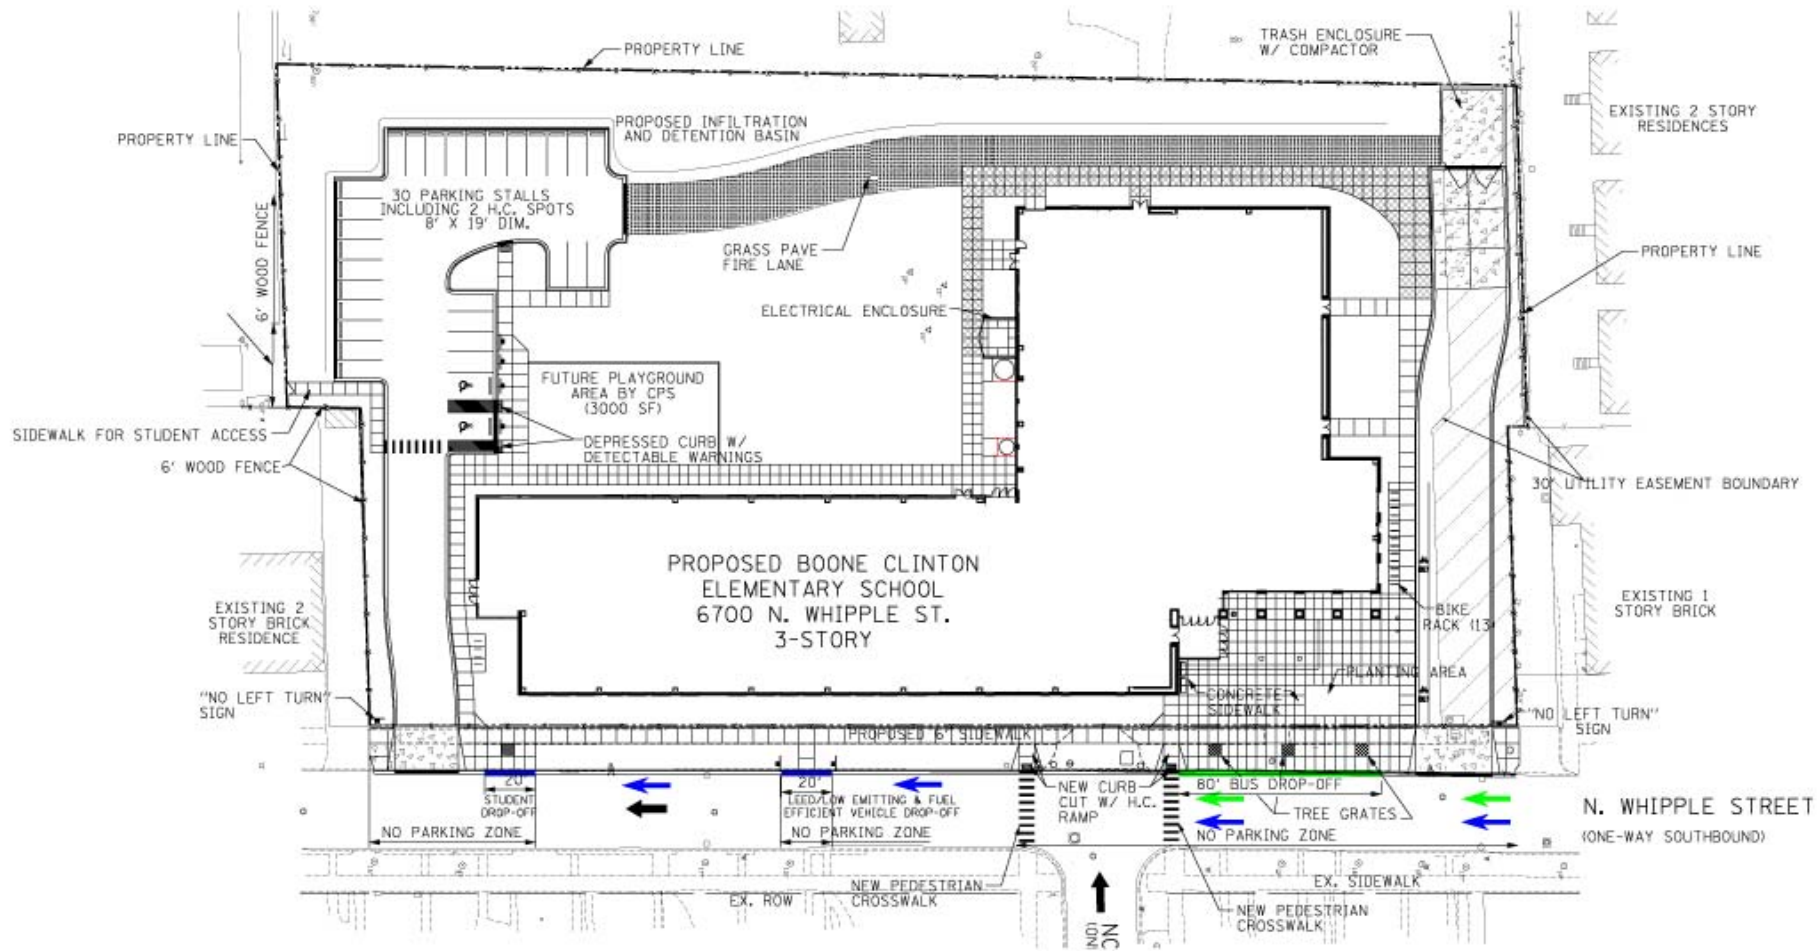 PROPERTY LINE
TRASH ENCLOSURE
W/ COMPACTOR
EXISTING 2 STORY
RESIDENCES
PROPOSED INFILTRATION
AND DETENTION BASIN
PROPERTY LINE
30 PARKING STALLS
INCLUDING 2 H.C. SPOTS
8' X 19' DIM.
6' WOOD FENCE
GRASS PAVE
FIRE LANE
PROPERTY LINE
ELECTRICAL ENCLOSURE
FUTURE PLAYGROUND
AREA BY CPS
(3000 SF)
SIDEWALK FOR STUDENT ACCESS
DEPRESSED CURB W/
DETECTABLE WARNINGS
6' WOOD FENCE
30' UTILITY EASEMENT BOUNDARY
PROPOSED BOONE CLINTON
ELEMENTARY SCHOOL
6700 N. WHIPPLE ST.
3-STORY
EXISTING 2
STORY BRICK
RESIDENCE
BIKE
RACK (13
EXISTING 1
STORY BRICK
PLANTING AREA
CONCRETE
SIDEWALK
"NO LEFT TURN"
SIGN
"NO LEFT TURN"
SIGN
PROPOSED 6' SIDEWALK
20'
STUDENT
DROP-OFF
20'
LEED/LOW EMITTING & FUEL
EFFICIENT VEHICLE DROP-OFF
NEW CURB
CUT W/ H.C.
RAMP
80' BUS DROP-OFF
TREE GRATES
N. WHIPPLE STREET
(ONE-WAY SOUTHBOUND)
NO PARKING ZONE
NO PARKING ZONE
NO PARKING ZONE
NEW PEDESTRIAN
CROSSWALK
EX. ROW
EX. SIDEWALK
NEW PEDESTRIAN
CROSSWALK